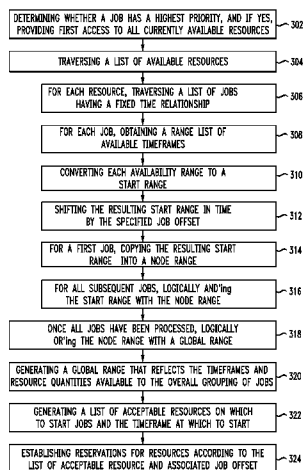 DETERMINING WHETHER A JOB HAS A HIGHEST PRIORITY, AND IF YES,
PROVIDING FIRST ACCESS TO ALL CURRENTLY AVAILABLE RESOURCES
302
TRAVERSING A LIST OF AVAILABLE RESOURCES
304
FOR EACH RESOURCE, TRAVERSING A LIST OF JOBS
HAVING A FIXED TIME RELATIONSHIP
306
FOR EACH JOB, OBTAINING A RANGE LIST OF
AVAILABLE TIMEFRAMES
308
CONVERTING EACH AVAILABILITY RANGE TO A
START RANGE
310
SHIFTING THE RESULTING START RANGE IN TIME
BY THE SPECIFIED JOB OFFSET
312
FOR A FIRST JOB, COPYING THE RESULTING START
RANGE INTO A NODE RANGE
314
FOR ALL SUBSEQUENT JOBS, LOGICALLY AND'ing
THE START RANGE WITH THE NODE RANGE
316
ONCE ALL JOBS HAVE BEEN PROCESSED, LOGICALLY
OR'ing THE NODE RANGE WITH A GLOBAL RANGE
318
GENERATING A GLOBAL RANGE THAT REFLECTS THE TIMEFRAMES AND
RESOURCE QUANTITIES AVAILABLE TO THE OVERALL GROUPING OF JOBS
320
GENERATING A LIST OF ACCEPTABLE RESOURCES ON WHICH
TO START JOBS AND THE TIMEFRAME AT WHICH TO START
322
ESTABLISHING RESERVATIONS FOR RESOURCES ACCORDING TO THE
LIST OF ACCEPTABLE RESOURCE AND ASSOCIATED JOB OFFSET
324